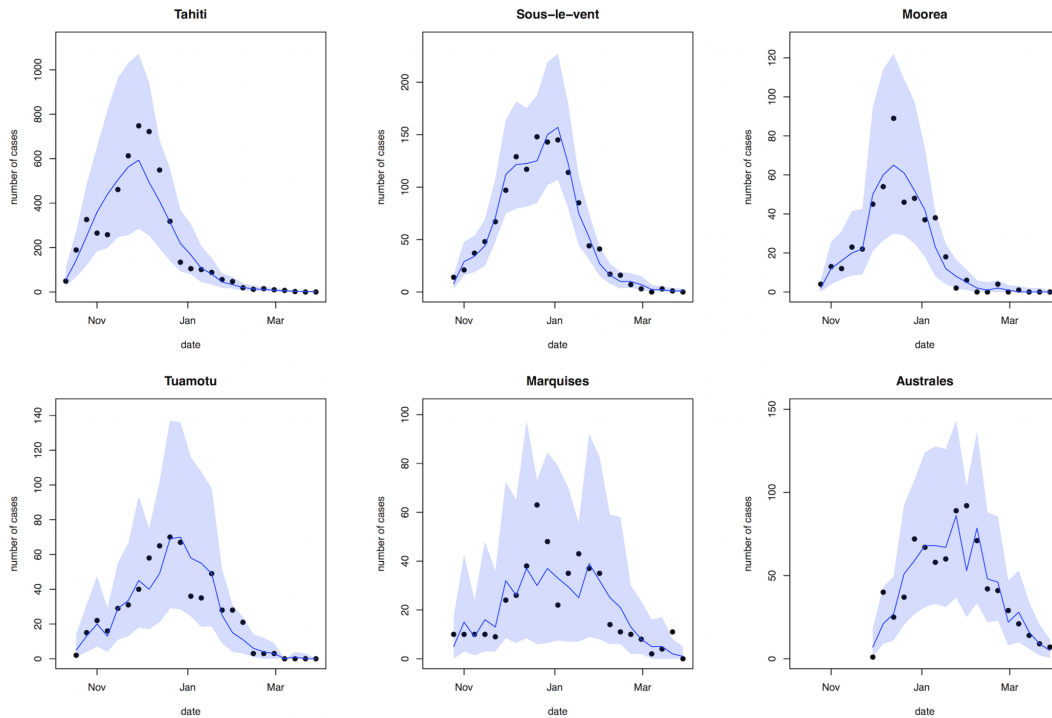 Tahiti
number of cases
0 200 400 600 800 1000
Nov Jan Mar
date
Sous−le−vent
number of cases
0 50 100 150 200
Nov Jan Mar
date
Moorea
number of cases
0 20 40 60 80 100 120
Nov Jan Mar
date
Tuamotu
number of cases
0 20 40 60 80 100 120 140
Nov Jan Mar
date
Marquises
number of cases
0 20 40 60 80 100
Nov Jan Mar
date
Australes
number of cases
0 50 100 150
Nov Jan Mar
date